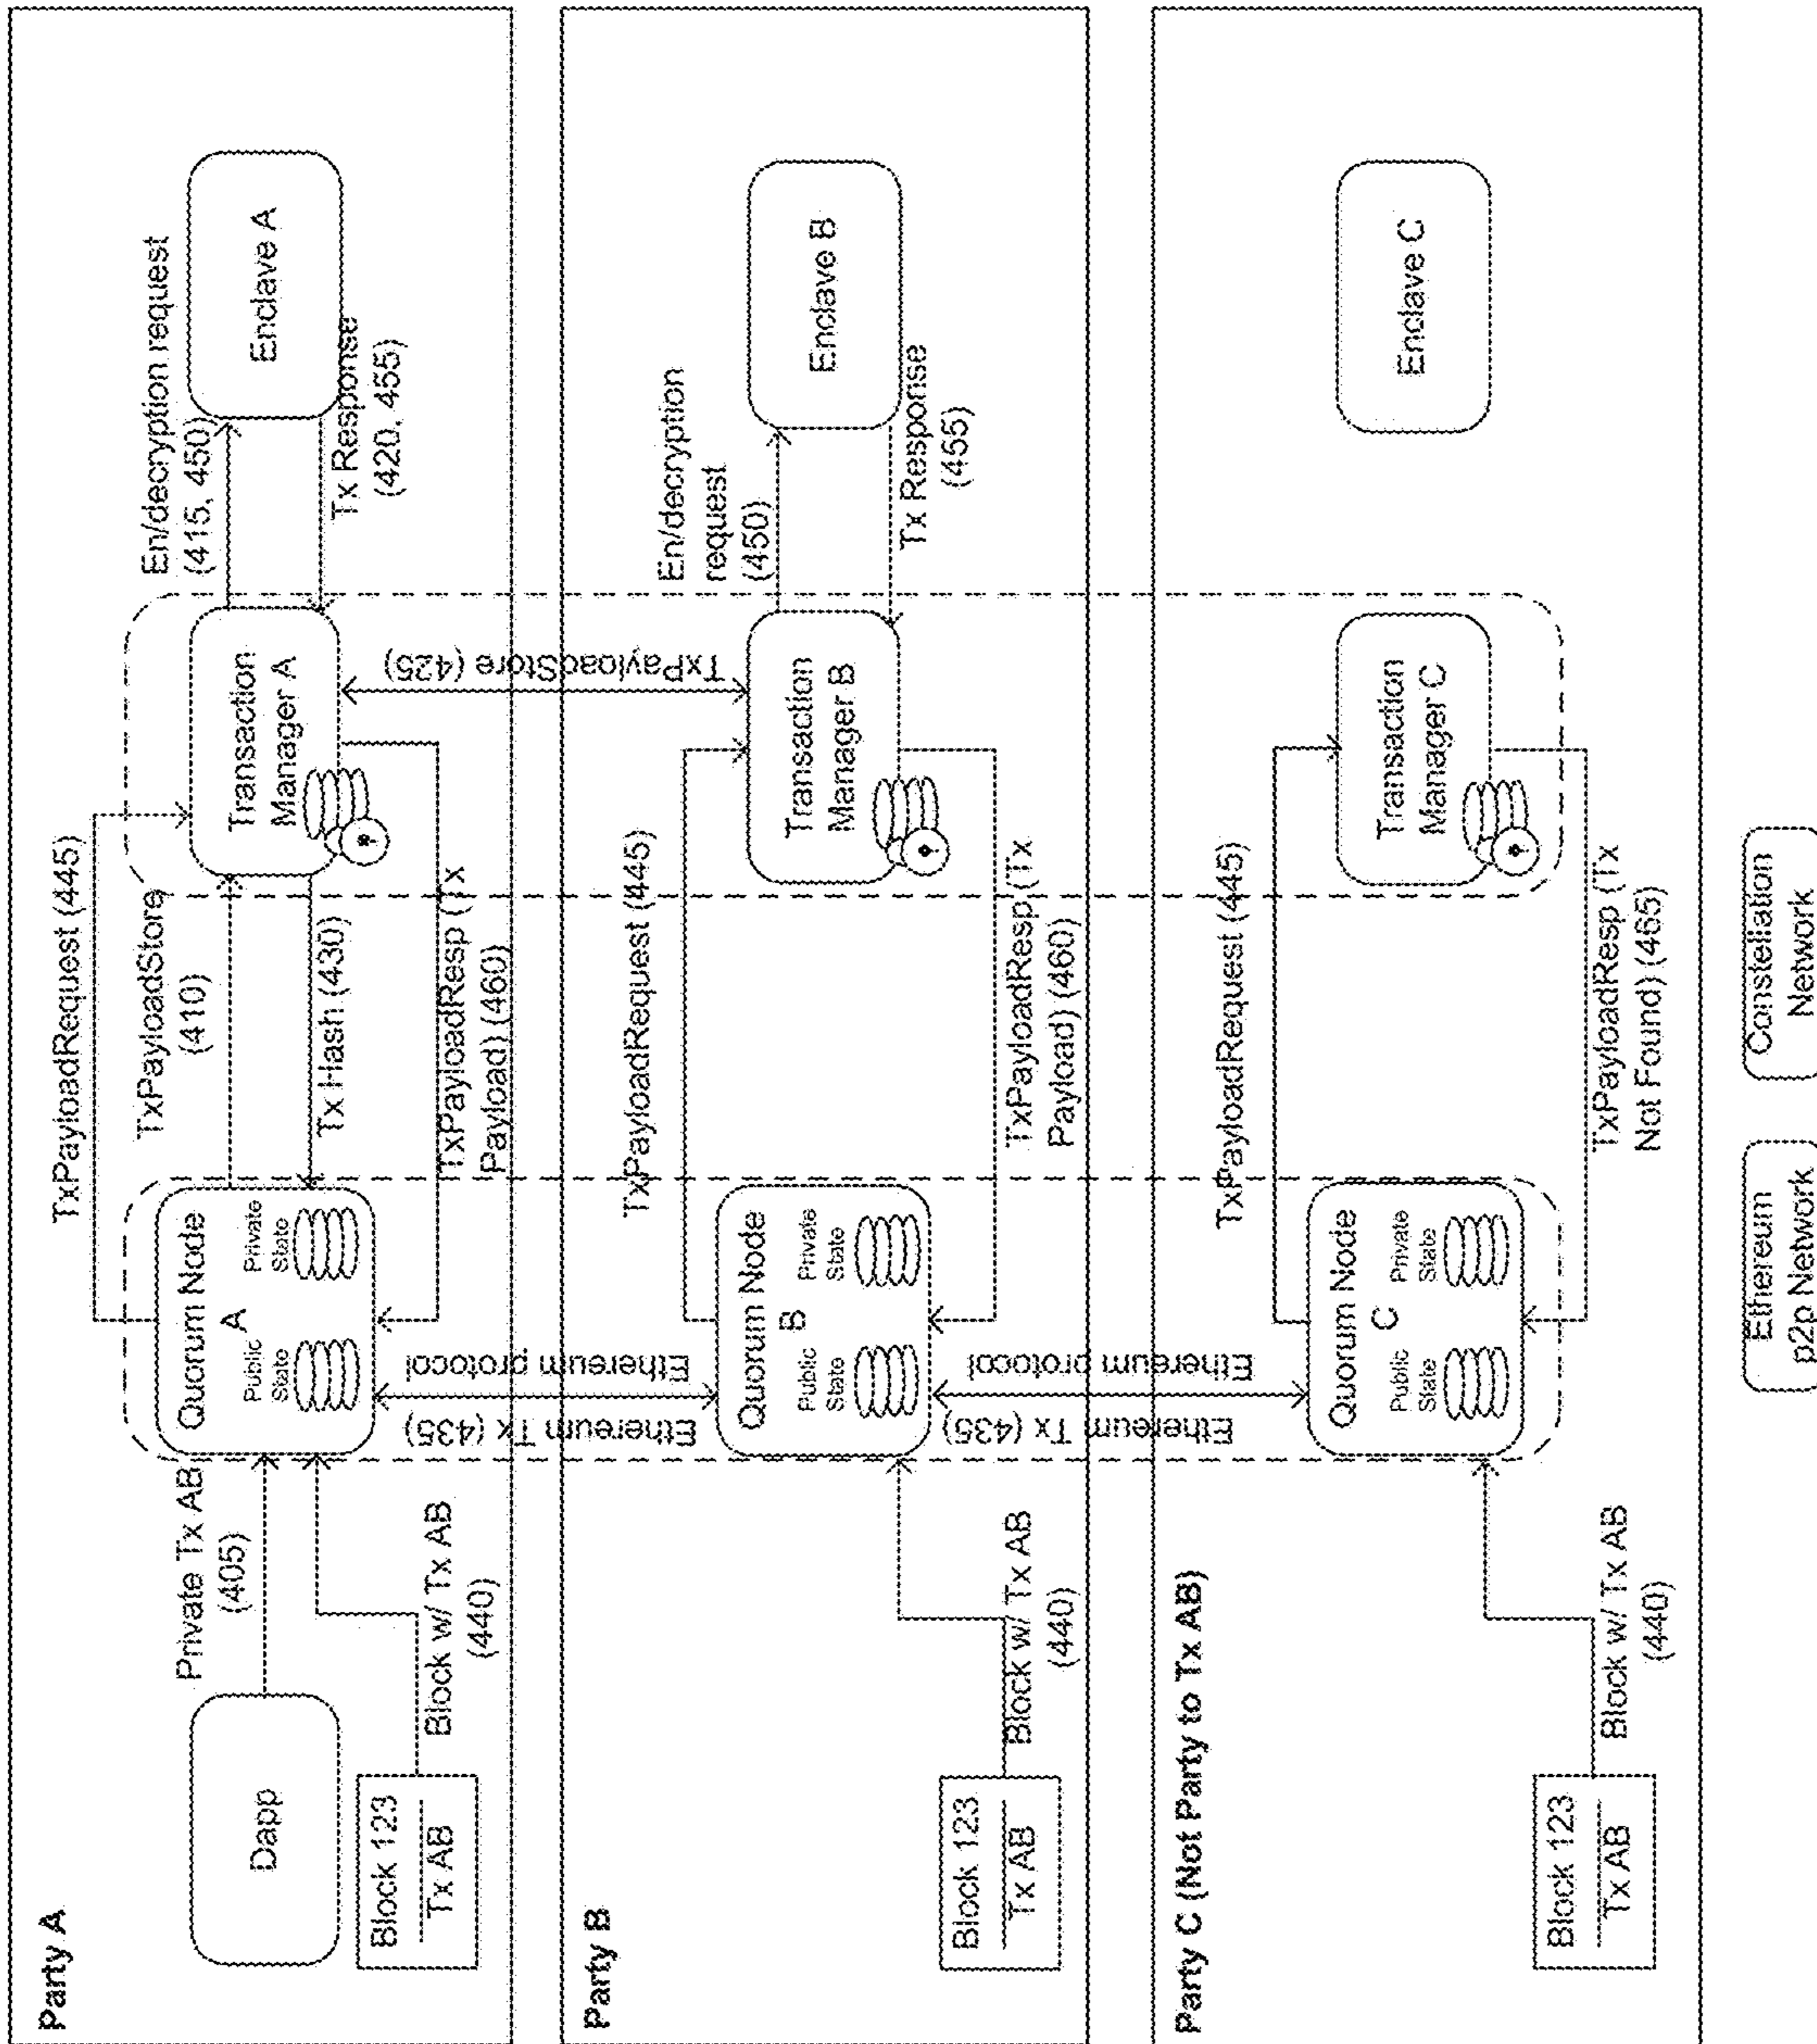 Party A
Dapp
Private Tx AB
(405)
Block 123
Tx AB
Block w/ Tx AB
(440)
Quorum Node
A
Public
State
Private
State
TxPayloadRequest (445)
TxPayloadStore
(410)
Tx Hash (430)
TxPayloadResp (Tx
Payload) (460)
Transaction
Manager A
En/decryption request
(415, 450)
Tx Response
(420, 455)
Enclave A
Ethereum Tx (435)
Ethereum protocol
TxPayloadStore (425)
Party B
Block 123
Tx AB
Block w/ Tx AB
(440)
Quorum Node
B
Public
State
Private
State
TxPayloadRequest (445)
TxPayloadResp (Tx
Payload) (460)
Transaction
Manager B
En/decryption
request
(450)
Tx Response
(455)
Enclave B
Ethereum Tx (435)
Ethereum protocol
Party C (Not Party to Tx AB)
Block 123
Tx AB
Block w/ Tx AB
(440)
Quorum Node
C
Public
State
Private
State
TxPayloadRequest (445)
TxPayloadResp (Tx
Not Found) (465)
Transaction
Manager C
Enclave C
Ethereum
p2p Network
Constellation
Network